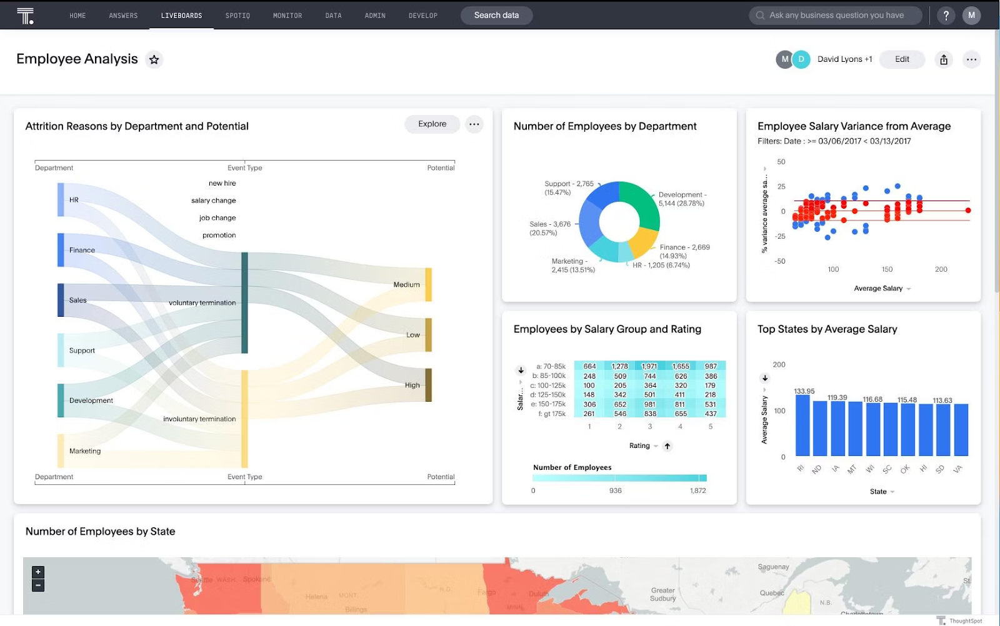 HOME ANSWERS LIVEBOARDS SPOTIQ MONITOR DATA ADMIN DEVELOP Search data Ask any business question you have ? M
Employee Analysis
M D David Lyons +1 Edit
Attrition Reasons by Department and Potential
Explore
Department Event Type Potential
new hire
salary change
job change
promotion
voluntary termination
involuntary termination
HR
Finance
Sales
Support
Development
Marketing
Medium
Low
High
Department Event Type Potential
Number of Employees by Department
Support - 2,765
(15.47%)
Development -
5,144 (28.78%)
Sales - 3,676
(20.57%)
Finance - 2,669
(14.93%)
Marketing -
2,415 (13.51%)
HR - 1,205 (6.74%)
Employee Salary Variance from Average
Filters: Date : >= 03/06/2017 < 03/13/2017
% variance average sa...
50
25
0
-25
-50
100 150 200
Average Salary
Employees by Salary Group and Rating
Salar...
a: 70-85k 664 1,278 1,971 1,655 987
b: 85-100k 248 509 744 626 386
c: 100-125k 100 205 364 320 179
d: 125-150k 148 342 501 411 218
e: 150-175k 306 652 981 811 531
f: gt 175k 261 546 838 655 437
1 2 3 4 5
Rating
Number of Employees
0 936 1,872
Top States by Average Salary
Average Salary
200
100
0
133.95 119.39 116.68 115.48 113.63
RI ND IA MT WI SC OK HI SD VA
State
Number of Employees by State
+
−
Seattle WASH. Spokane
Helena MONT.
Billings
N.D.
Fargo
Duluth
MINN.
Greater
Sudbury
Saguenay
Quebec
N.B.
Charlottetown
St.
ThoughtSpot